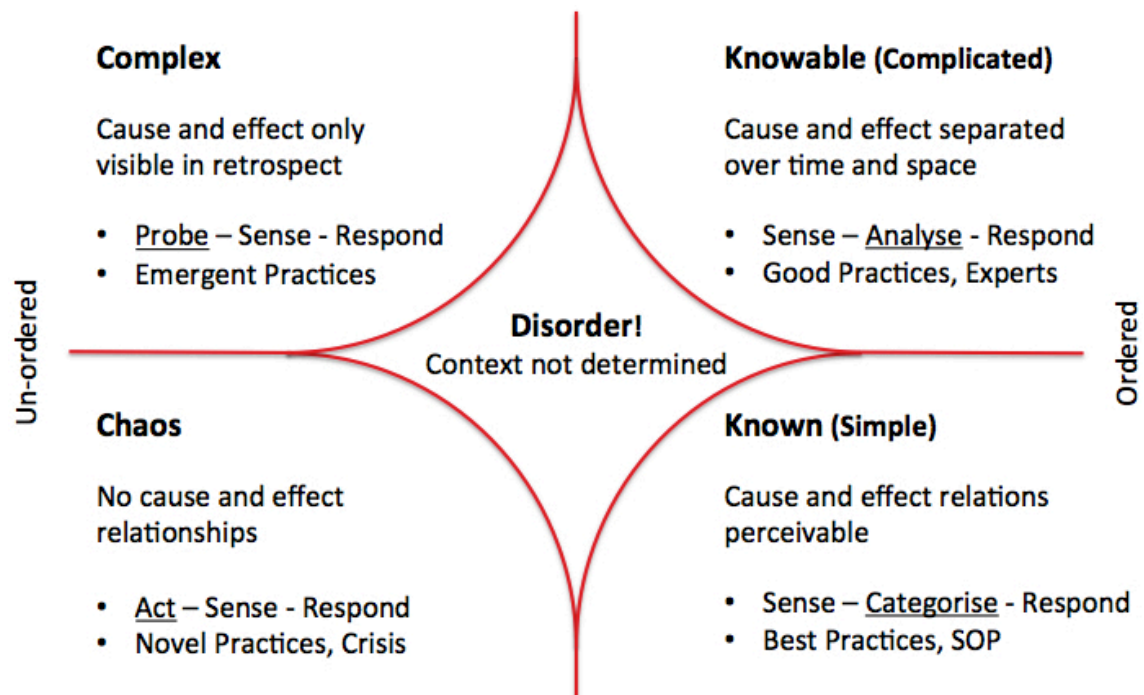 Complex
Cause and effect only
visible in retrospect
• Probe – Sense - Respond
• Emergent Practices
Knowable (Complicated)
Cause and effect separated
over time and space
• Sense – Analyse - Respond
• Good Practices, Experts
Un-ordered
Disorder!
Context not determined
Ordered
Chaos
No cause and effect
relationships
• Act – Sense - Respond
• Novel Practices, Crisis
Known (Simple)
Cause and effect relations
perceivable
• Sense – Categorise - Respond
• Best Practices, SOP